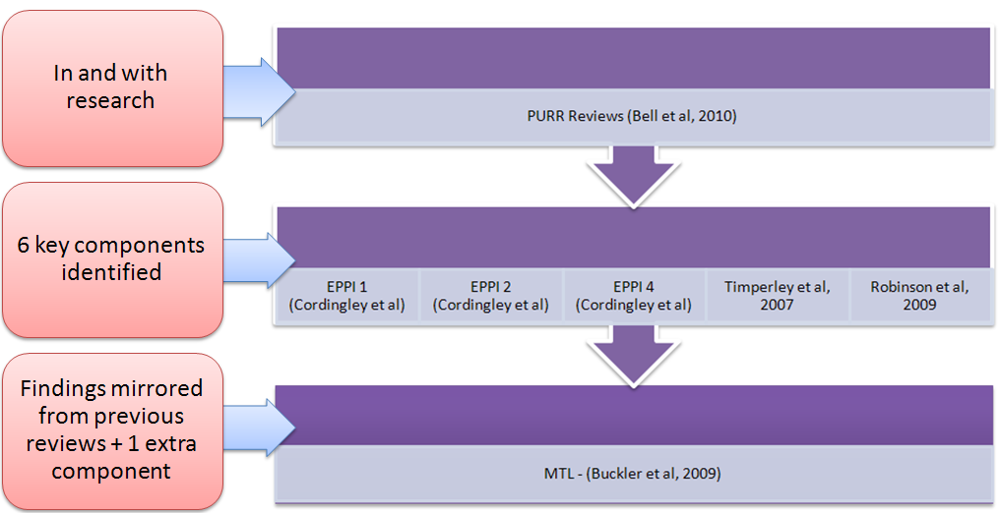 In and with
research
PURR Reviews (Bell et al, 2010)
6 key components
identified
EPPI 1
(Cordingley et al)
EPPI 2
(Cordingley et al)
EPPI 4
(Cordingley et al)
Timperley et al,
2007
Robinson et al,
2009
Findings mirrored
from previous
reviews + 1 extra
component
MTL - (Buckler et al, 2009)